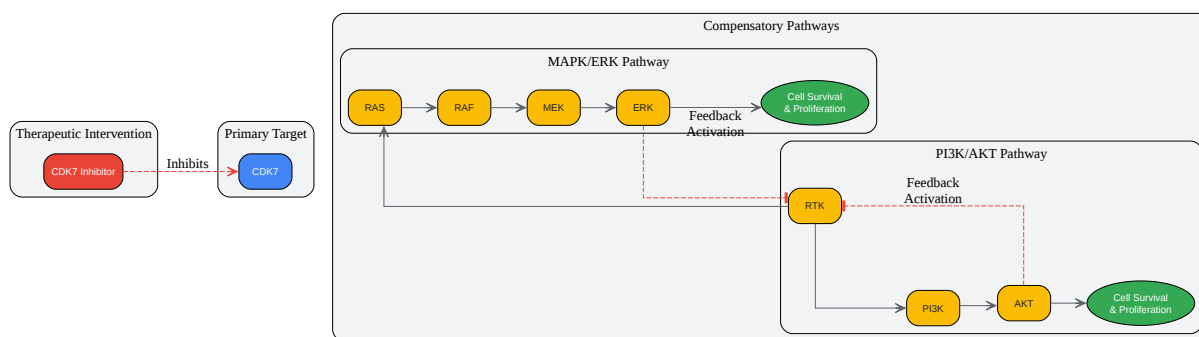 Compensatory Pathways
MAPK/ERK Pathway
RAS
RAF
MEK
ERK
Cell Survival
& Proliferation
Feedback
Activation
Therapeutic Intervention
CDK7 Inhibitor
Inhibits
Primary Target
CDK7
PI3K/AKT Pathway
RTK
Feedback
Activation
PI3K
AKT
Cell Survival
& Proliferation